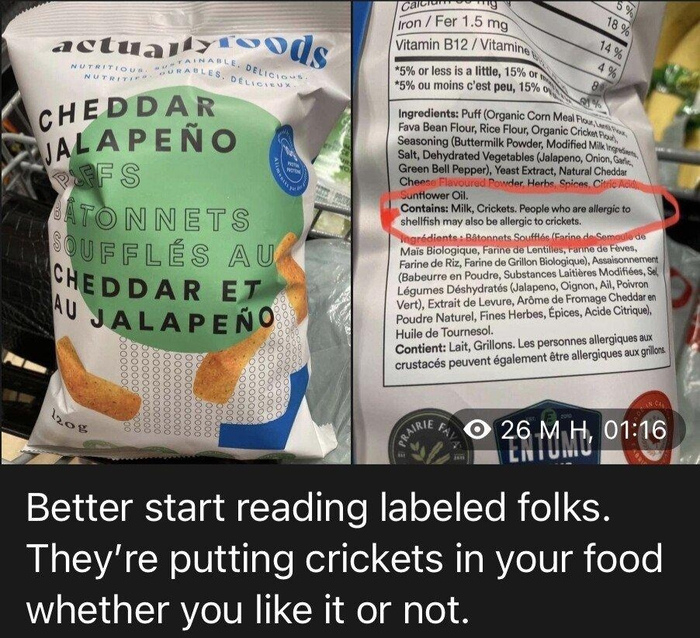 actuallyfoods
NUTRITIOUS. SUSTAINABLE. DELICIOUS.
DURABLES. DÉLICIEUX.
CHEDDAR
JALAPEÑO
PUFFS
BÂTONNETS
SOUFFLÉS AU
CHEDDAR ET
AU JALAPEÑO
120g
5 %
Iron / Fer 1.5 mg
18 %
Vitamin B12 / Vitamine
14 %
4 %
*5% or less is a little, 15% or
*5% ou moins c'est peu, 15% o
Ingredients: Puff (Organic Corn Meal Flour, Lentil Flour,
Fava Bean Flour, Rice Flour, Organic Cricket Flour),
Seasoning (Buttermilk Powder, Modified Milk Ingredients,
Salt, Dehydrated Vegetables (Jalapeno, Onion, Garlic,
Green Bell Pepper), Yeast Extract, Natural Cheddar
Cheese Flavoured Powder, Herbs, Spices, Citric Acid),
Sunflower Oil.
Contains: Milk, Crickets. People who are allergic to
shellfish may also be allergic to crickets.
Ingrédients : Bâtonnets Soufflés (Farine de Semoule de
Maïs Biologique, Farine de Lentilles, Farine de Fèves,
Farine de Riz, Farine de Grillon Biologique), Assaisonnement
(Babeurre en Poudre, Substances Laitières Modifiées, Sel,
Légumes Déshydratés (Jalapeno, Oignon, Ail, Poivron
Vert), Extrait de Levure, Arôme de Fromage Cheddar en
Poudre Naturel, Fines Herbes, Épices, Acide Citrique),
Huile de Tournesol.
Contient: Lait, Grillons. Les personnes allergiques aux
crustacés peuvent également être allergiques aux grillons.
PRAIRIE FAVA
ENTOMO
26 M H, 01:16
Better start reading labeled folks.
They're putting crickets in your food
whether you like it or not.